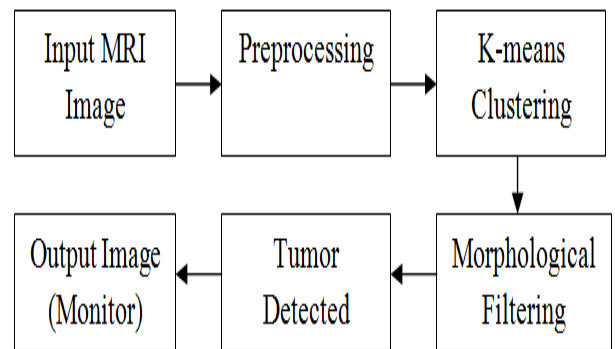 Input MRI
Image
Preprocessing
K-means
Clustering
Morphological
Filtering
Tumor
Detected
Output Image
(Monitor)